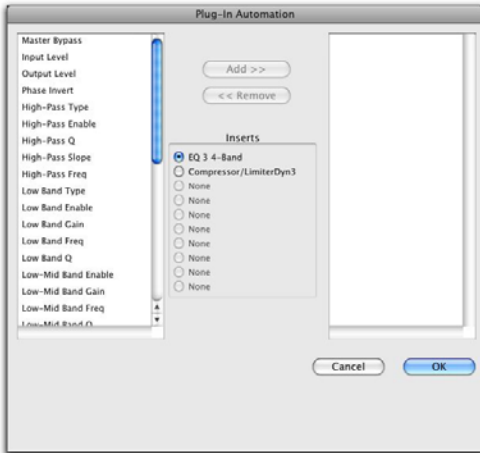 Plug-In Automation
Master Bypass
Input Level
Output Level
Phase Invert
High-Pass Type
High-Pass Enable
High-Pass Q
High-Pass Slope
High-Pass Freq
Low Band Type
Low Band Enable
Low Band Gain
Low Band Freq
Low Band Q
Low-Mid Band Enable
Low-Mid Band Gain
Low-Mid Band Freq
Low-Mid Band Q
Add >>
<< Remove
Inserts
EQ 3 4-Band
Compressor/LimiterDyn3
None
None
None
None
None
None
None
None
Cancel
OK